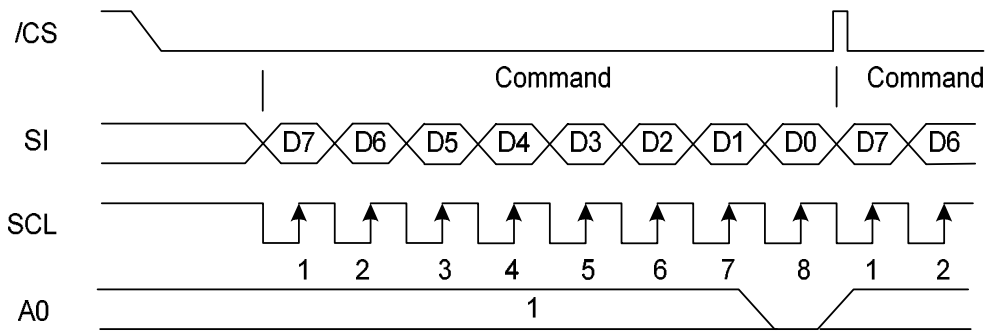 /CS
Command
Command
SI
D7 D6 D5 D4 D3 D2 D1 D0 D7 D6
SCL
1 2 3 4 5 6 7 8 1 2
A0
1